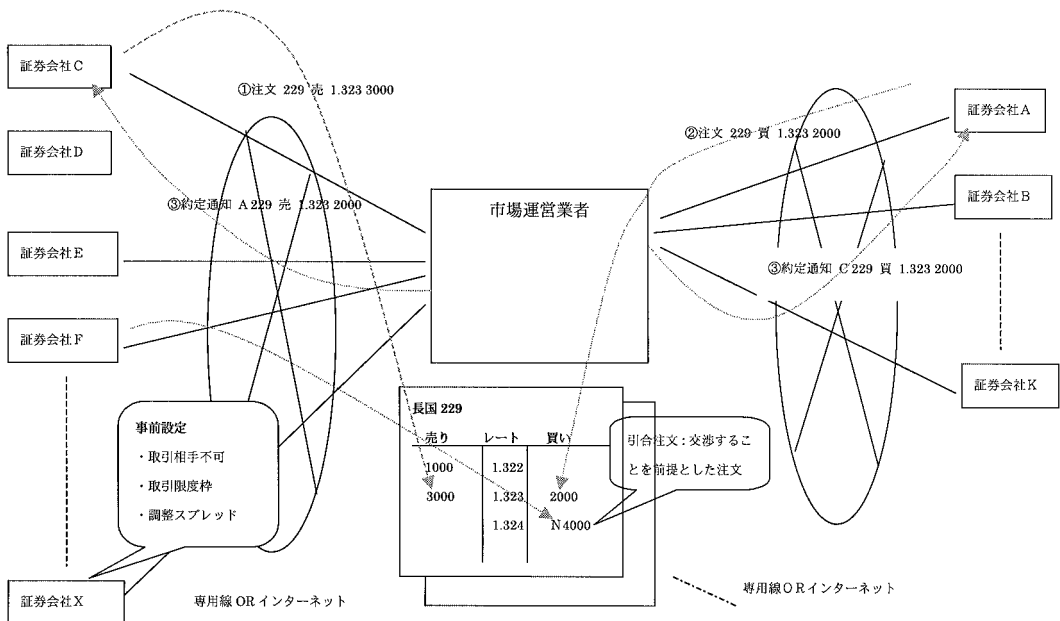 証券会社C
証券会社D
証券会社E
証券会社F
証券会社X
①注文 229 売 1.323 3000
③約定通知 A 229 売 1.323 2000
事前設定
・取引相手不可
・取引限度枠
・調整スプレッド
専用線 OR インターネット
市場運営業者
長国 229
売り レート 買い
1000 1.322
3000 1.323 2000
1.324 N 4000
引合注文：交渉するこ
とを前提とした注文
②注文 229 買 1.323 2000
③約定通知 C 229 買 1.323 2000
証券会社A
証券会社B
証券会社K
専用線ORインターネット